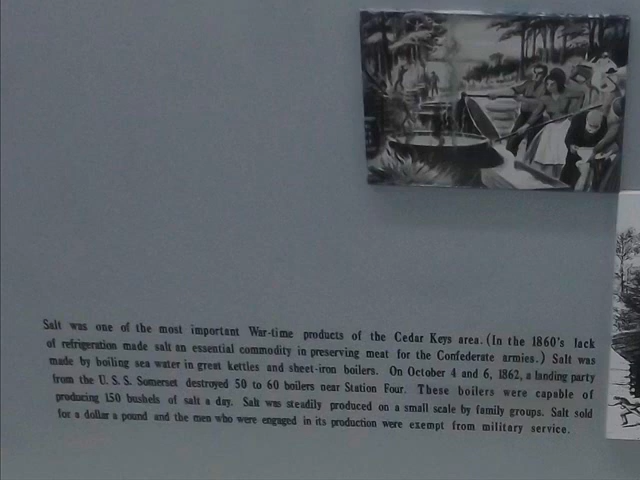 Salt was one of the most important War-time products of the Cedar Keys area. (In the 1860's lack
of refrigeration made salt an essential commodity in preserving meat for the Confederate armies.) Salt was
made by boiling sea water in great kettles and sheet-iron boilers. On October 4 and 6, 1862, a landing party
from the U. S. S. Somerset destroyed 50 to 60 boilers near Station Four. These boilers were capable of
producing 150 bushels of salt a day. Salt was steadily produced on a small scale by family groups. Salt sold
for a dollar a pound and the men who were engaged in its production were exempt from military service.